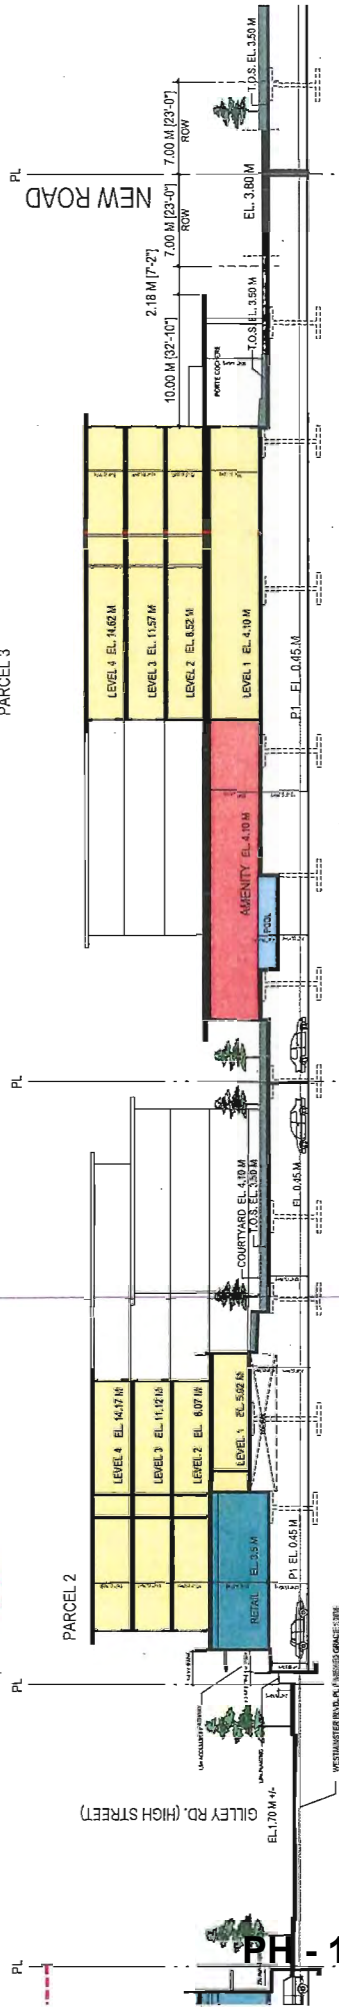 PL
NEW ROAD
7.00 M [23'-0"]
ROW
7.00 M [23'-0"]
ROW
2.18 M [7'-2"]
10.00 M [32'-10"]
T.O.S. EL. 3.50 M
EL. 3.80 M
T.O.S. EL. 3.50 M
PORTE COCHERE
PARCEL 3
LEVEL 4 EL. 14.62 M
LEVEL 3 EL. 11.57 M
LEVEL 2 EL. 8.52 M
LEVEL 1 EL. 4.10 M
P1 EL. 0.45 M
AMENITY EL. 4.10 M
POOL
PL
EL. 0.45 M
COURTYARD EL. 4.10 M
T.O.S. EL. 3.50 M
LEVEL 4 EL. 14.17 M
LEVEL 3 EL. 11.12 M
LEVEL 2 EL. 8.07 M
LEVEL 1 EL. 5.02 M
PARCEL 2
RETAIL EL. 3.5 M
P1 EL. 0.45 M
PL
GILLEY RD. (HIGH STREET)
EL. 1.70 M +/-
PL
PH - 1